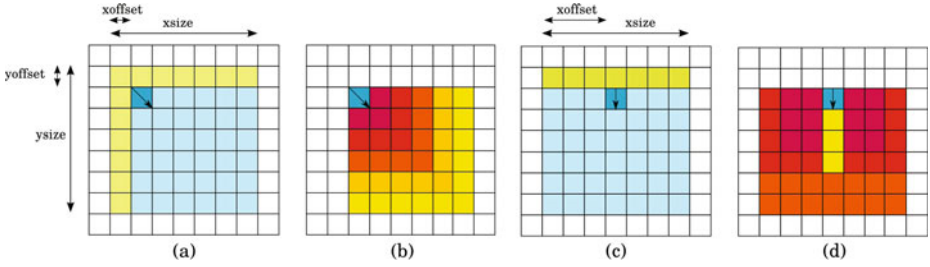 xoffset
xsize
yoffset
ysize
xoffset
xsize
(a)
(b)
(c)
(d)